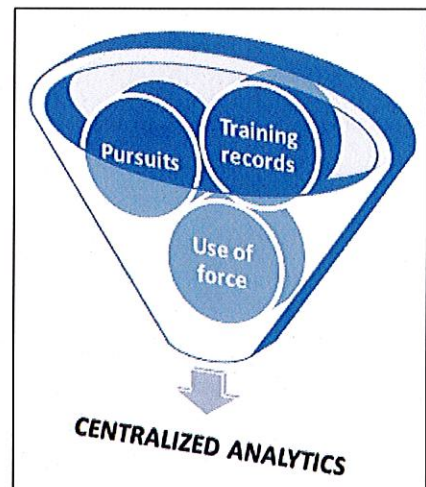 Pursuits
Training
records
Use of
force
CENTRALIZED ANALYTICS